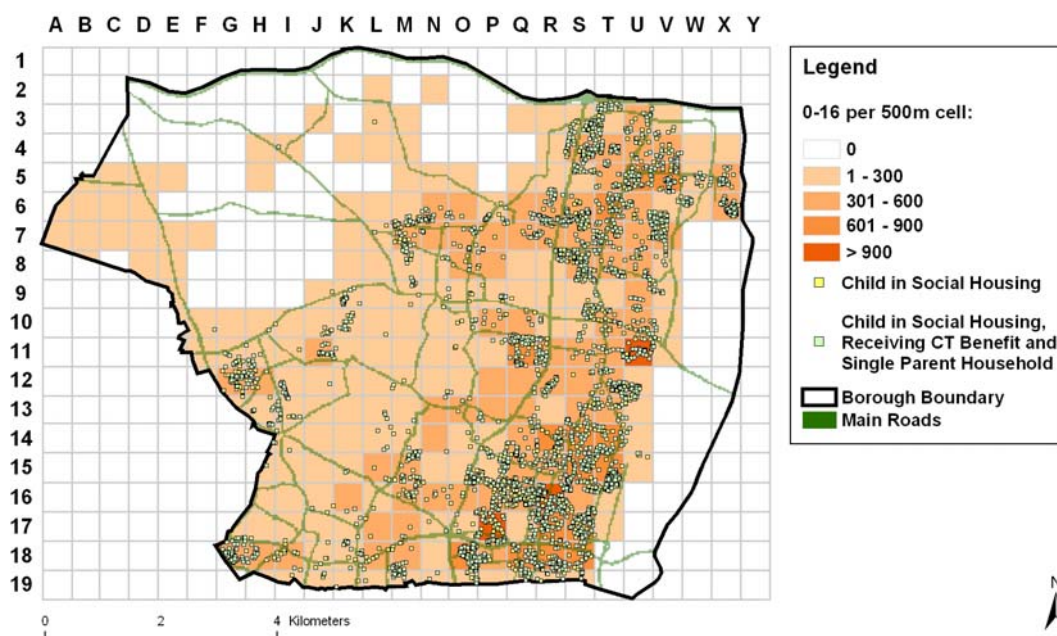 A B C D E F G H I J K L M N O P Q R S T U V W X Y
1
2
3
4
5
6
7
8
9
10
11
12
13
14
15
16
17
18
19
0 2 4 Kilometers
Legend
0-16 per 500m cell:
0
1 - 300
301 - 600
601 - 900
> 900
Child in Social Housing
Child in Social Housing,
Receiving CT Benefit and
Single Parent Household
Borough Boundary
Main Roads
N